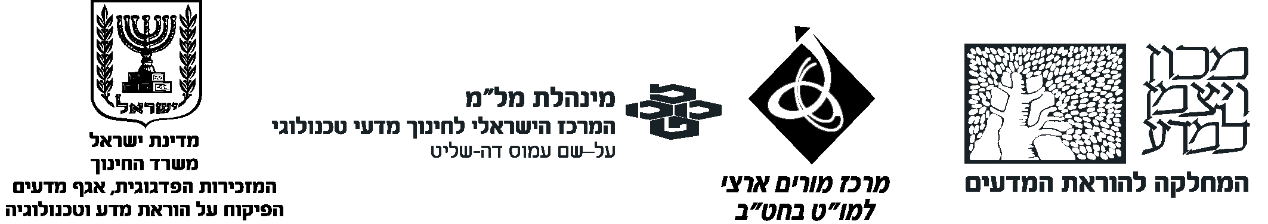 מכון
ויצמן
למדע
המחלקה להוראת המדעים
מרכז מורים ארצי
למו"ט בחט"ב
מינהלת מל"מ
המרכז הישראלי לחינוך מדעי טכנולוגי
על–שם עמוס דה-שליט
ישראל
מדינת ישראל
משרד החינוך
המזכירות הפדגוגית, אגף מדעים
הפיקוח על הוראת מדע וטכנולוגיה